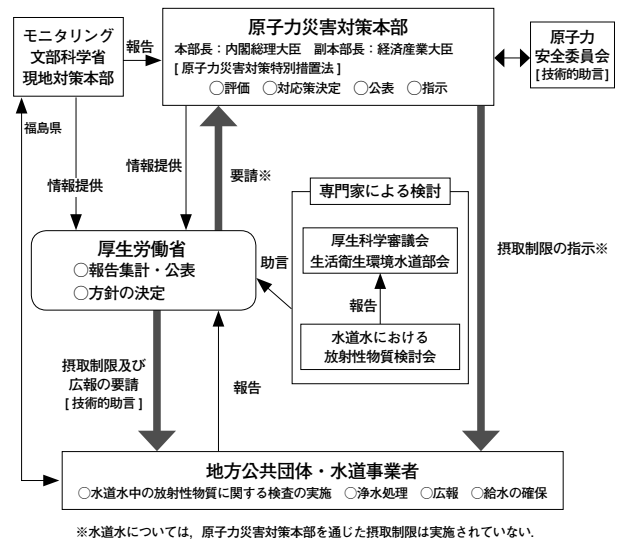 モニタリング
文部科学省
現地対策本部
報告
原子力災害対策本部
本部長：内閣総理大臣　副本部長：経済産業大臣
[ 原子力災害対策特別措置法 ]
○評価　○対応策決定　○公表　○指示
原子力
安全委員会
[ 技術的助言 ]
福島県
情報提供
情報提供
要請※
専門家による検討
厚生科学審議会
生活衛生環境水道部会
報告
水道水における
放射性物質検討会
助言
摂取制限の指示※
厚生労働省
○報告集計・公表
○方針の決定
摂取制限及び
広報の要請
[ 技術的助言 ]
報告
地方公共団体・水道事業者
○水道水中の放射性物質に関する検査の実施　○浄水処理　○広報　○給水の確保
※水道水については，原子力災害対策本部を通じた摂取制限は実施されていない．